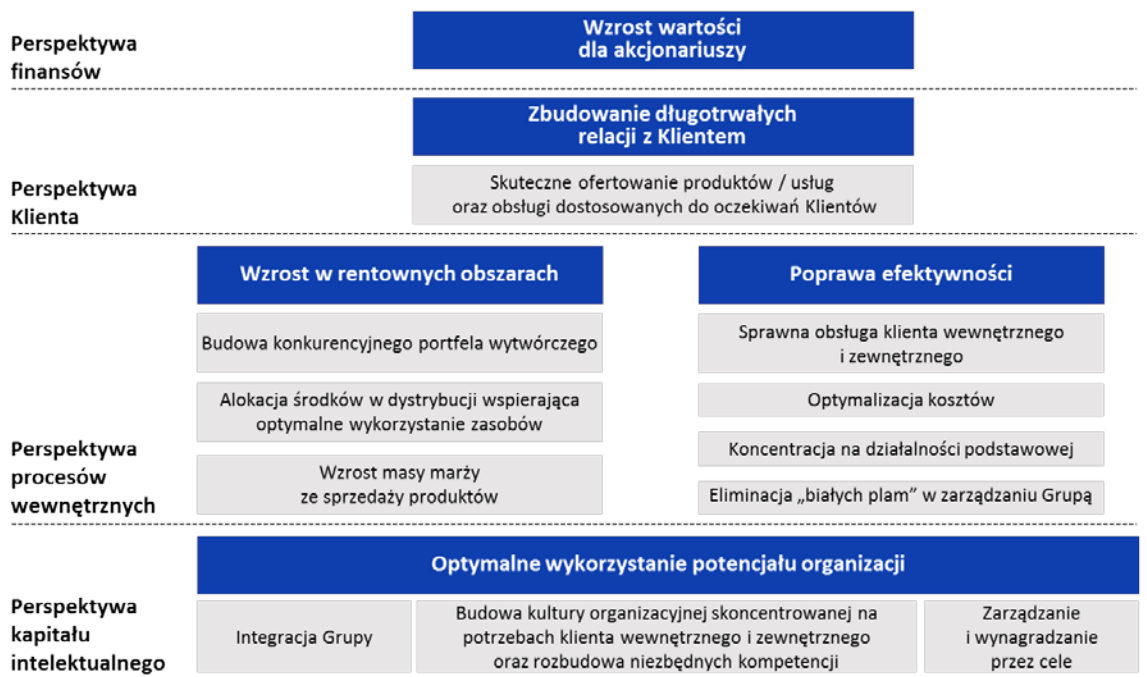 Perspektywa
finansów
Wzrost wartości
dla akcjonariuszy
Perspektywa
Klienta
Zbudowanie długotrwałych
relacji z Klientem
Skuteczne ofertowanie produktów / usług
oraz obsługi dostosowanych do oczekiwań Klientów
Perspektywa
procesów
wewnętrznych
Wzrost w rentownych obszarach
Budowa konkurencyjnego portfela wytwórczego
Alokacja środków w dystrybucji wspierająca
optymalne wykorzystanie zasobów
Wzrost masy marży
ze sprzedaży produktów
Poprawa efektywności
Sprawna obsługa klienta wewnętrznego
i zewnętrznego
Optymalizacja kosztów
Koncentracja na działalności podstawowej
Eliminacja „białych plam” w zarządzaniu Grupą
Perspektywa
kapitału
intelektualnego
Optymalne wykorzystanie potencjału organizacji
Integracja Grupy
Budowa kultury organizacyjnej skoncentrowanej na
potrzebach klienta wewnętrznego i zewnętrznego
oraz rozbudowa niezbędnych kompetencji
Zarządzanie
i wynagradzanie
przez cele